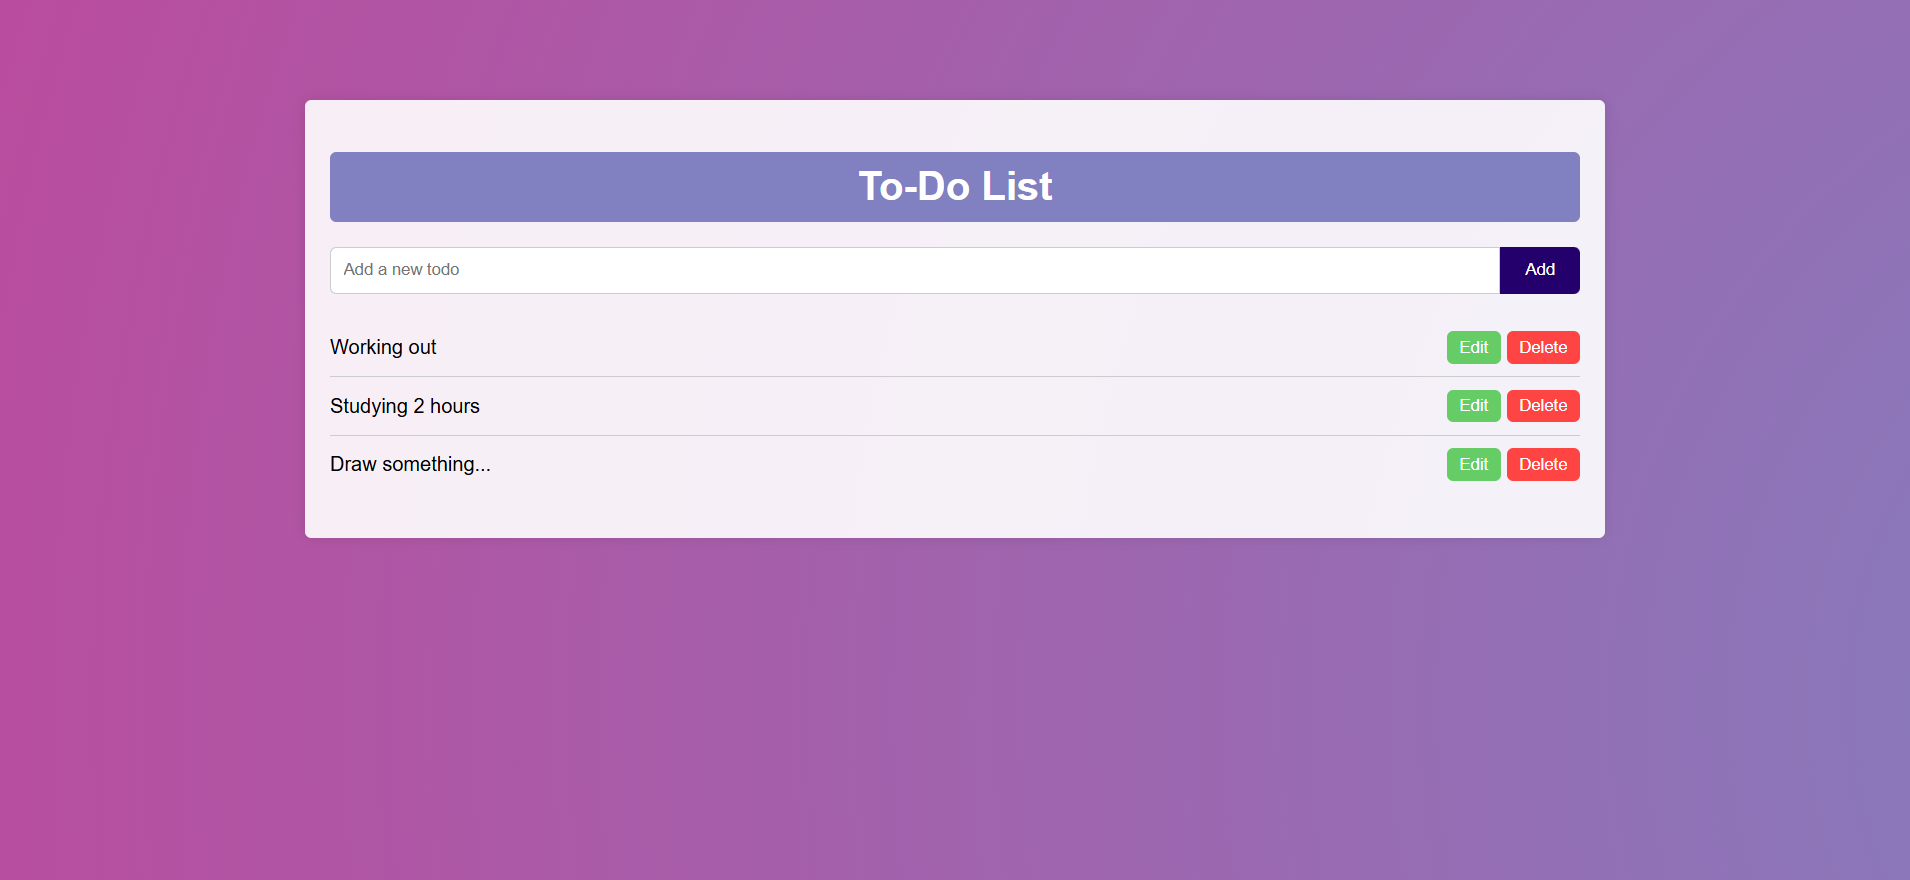 To-Do List
Add a new todo Add
Working out Edit Delete
Studying 2 hours Edit Delete
Draw something... Edit Delete